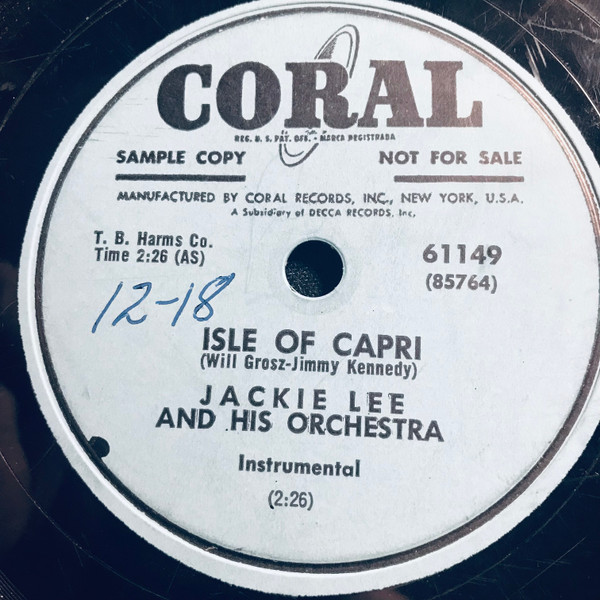 CORAL
REG. U. S. PAT. OFF. - MARCA REGISTRADA
SAMPLE COPY NOT FOR SALE
MANUFACTURED BY CORAL RECORDS, INC., NEW YORK, U.S.A.
A Subsidiary of DECCA RECORDS, Inc.
T. B. Harms Co.
Time 2:26 (AS)
61149
(85764)
12-18
ISLE OF CAPRI
(Will Grosz-Jimmy Kennedy)
JACKIE LEE
AND HIS ORCHESTRA
Instrumental
(2:26)